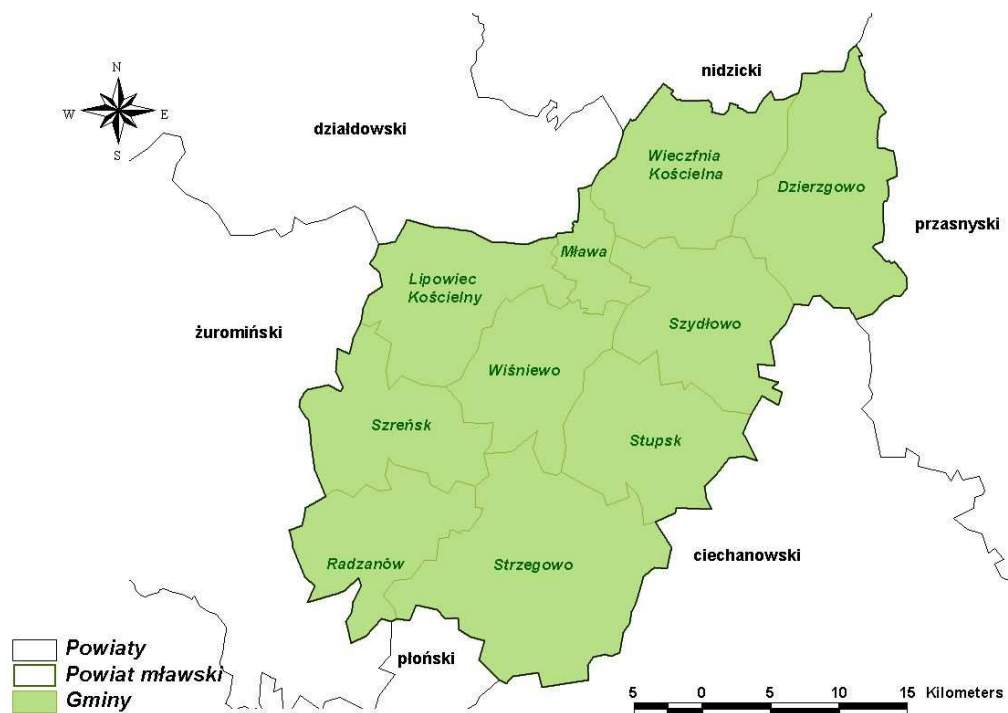 N
W E
S
nidzicki
działdowski
Wieczfnia
Kościelna
Dzierzgowo
przasnyski
Mława
Lipowiec
Kościelny
Szydłowo
żuromiński
Wiśniewo
Szreńsk
Stupsk
ciechanowski
Radzanów
Strzegowo
płoński
Powiaty
Powiat mławski
Gminy
5 0 5 10 15 Kilometers